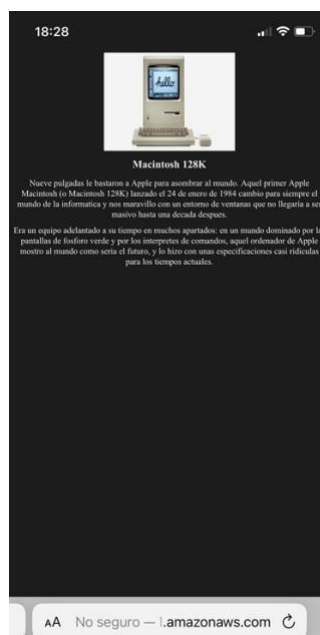 18:28
hello
Macintosh 128K
Nueve pulgadas le bastaron a Apple para asombrar al mundo. Aquel primer Apple
Macintosh (o Macintosh 128K) lanzado el 24 de enero de 1984 cambio para siempre el
mundo de la informatica y nos maravillo con un entorno de ventanas que no llegaria a ser
masivo hasta una decada despues.
Era un equipo adelantado a su tiempo en muchos apartados: en un mundo dominado por la
pantallas de fosforo verde y por los interpretes de comandos, aquel ordenador de Apple
mostro al mundo como seria el futuro, y lo hizo con unas especificaciones casi ridiculas
para los tiempos actuales.
AA No seguro — l.amazonaws.com